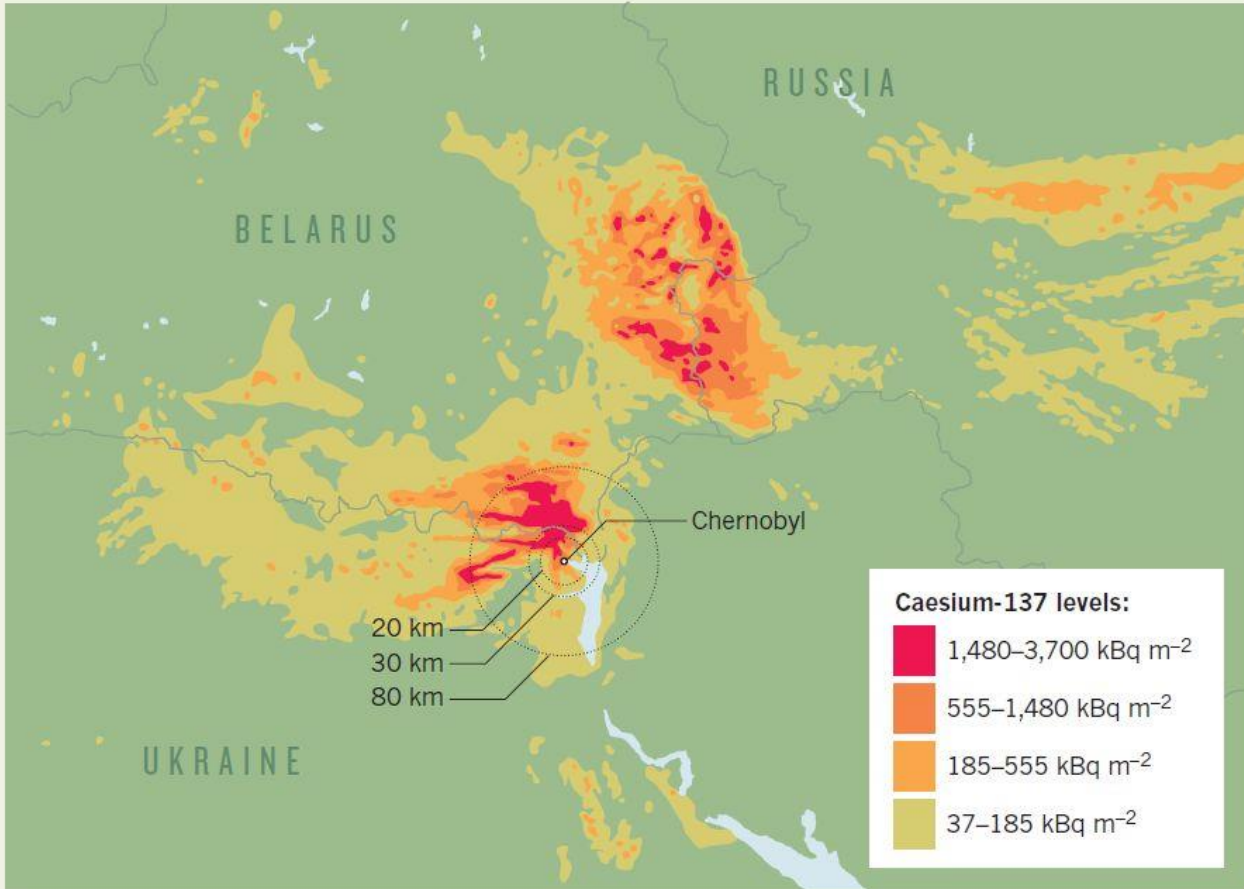 RUSSIA
BELARUS
Chernobyl
20 km
30 km
80 km
UKRAINE
Caesium-137 levels:
1,480–3,700 kBq m⁻²
555–1,480 kBq m⁻²
185–555 kBq m⁻²
37–185 kBq m⁻²